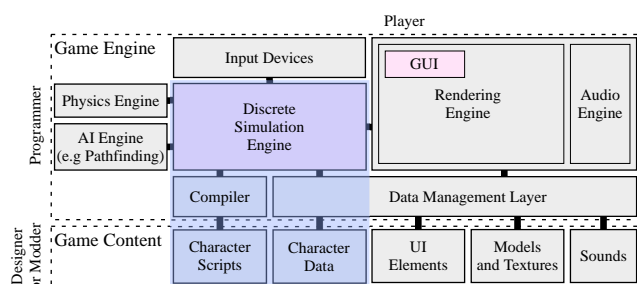 Player
Game Engine
Input Devices
GUI
Rendering
Engine
Audio
Engine
Programmer
Physics Engine
Discrete
Simulation
Engine
AI Engine
(e.g Pathfinding)
Compiler
Data Management Layer
Designer
or Modder
Game Content
Character
Scripts
Character
Data
UI
Elements
Models
and Textures
Sounds